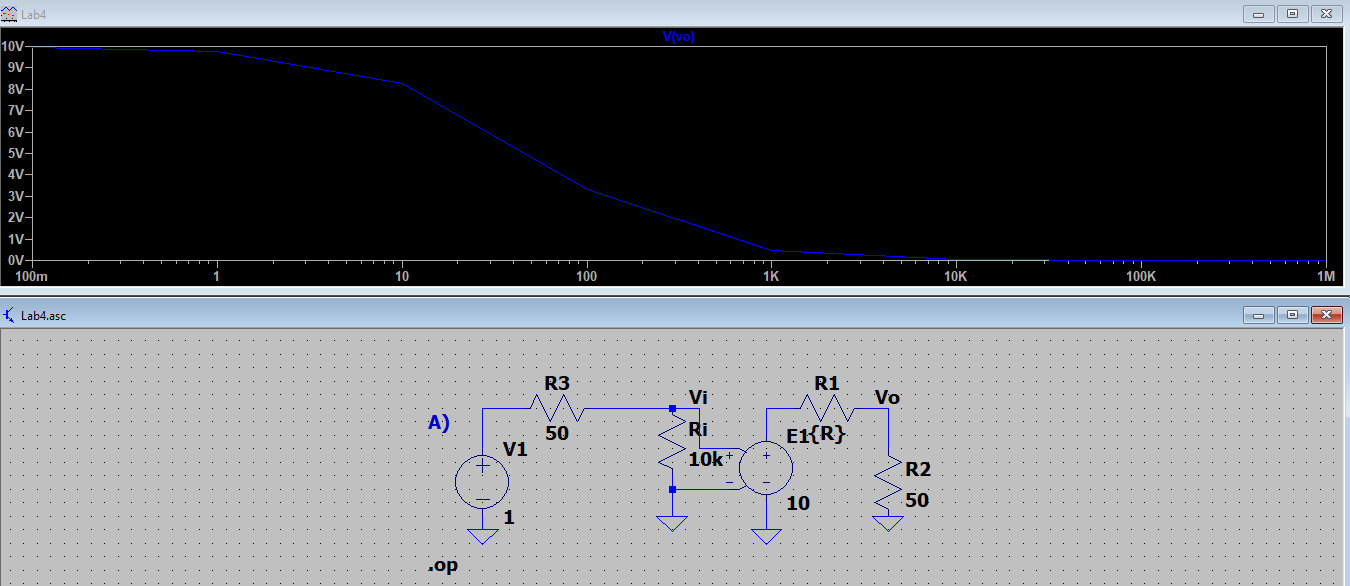 Lab4
V(vo)
10V
9V
8V
7V
6V
5V
4V
3V
2V
1V
0V
100m 1 10 100 1K 10K 100K 1M
Lab4.asc
R3 R1
Vi Vo
A) 50 Ri E1 {R}
V1 10k + + R2
+ − − 50
− 10
1
.op